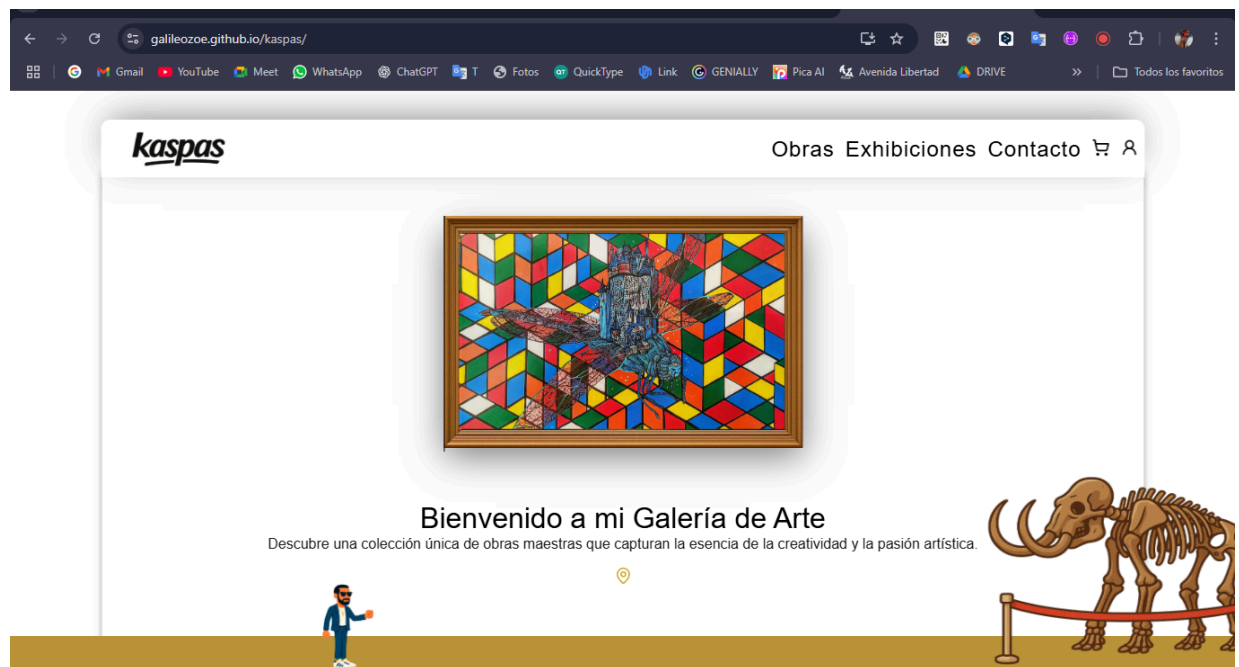 galileozoe.github.io/kaspas/
Gmail YouTube Meet WhatsApp ChatGPT T Fotos QuickType Link GENIALLY Pica AI Avenida Libertad DRIVE » Todos los favoritos
kaspas
Obras Exhibiciones Contacto
Bienvenido a mi Galería de Arte
Descubre una colección única de obras maestras que capturan la esencia de la creatividad y la pasión artística.